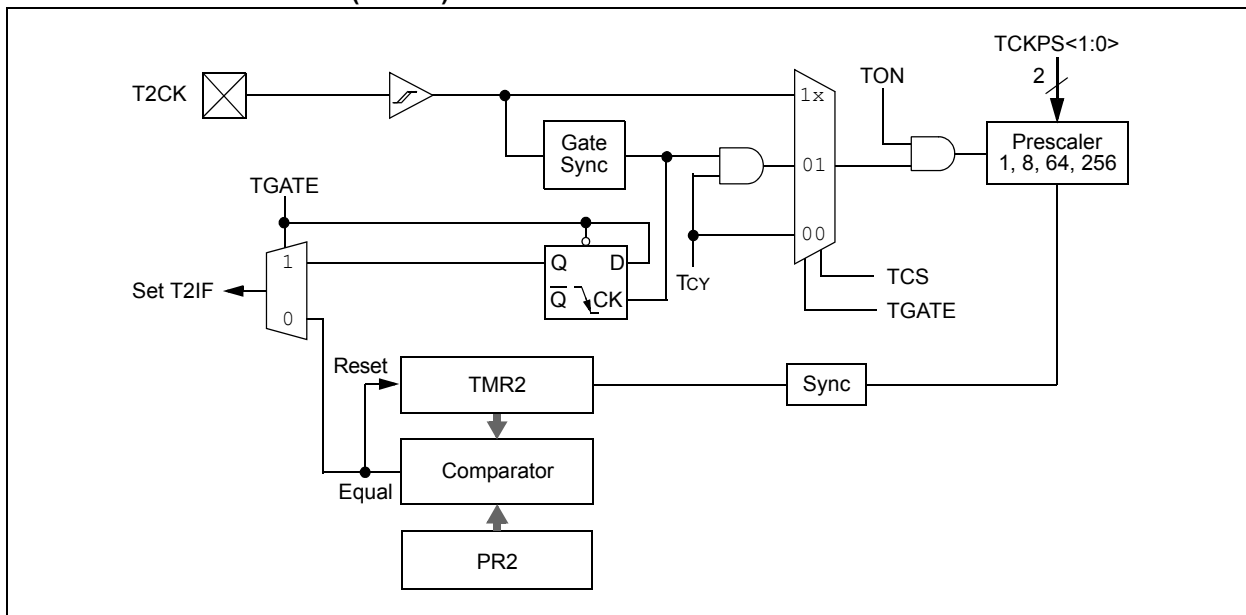 TCKPS<1:0>
2
TON
T2CK
1x
Gate
Sync
Prescaler
1, 8, 64, 256
01
TGATE
00
1
Q
D
TCY
TCS
Set T2IF
Q
CK
TGATE
0
Reset
TMR2
Sync
Comparator
Equal
PR2